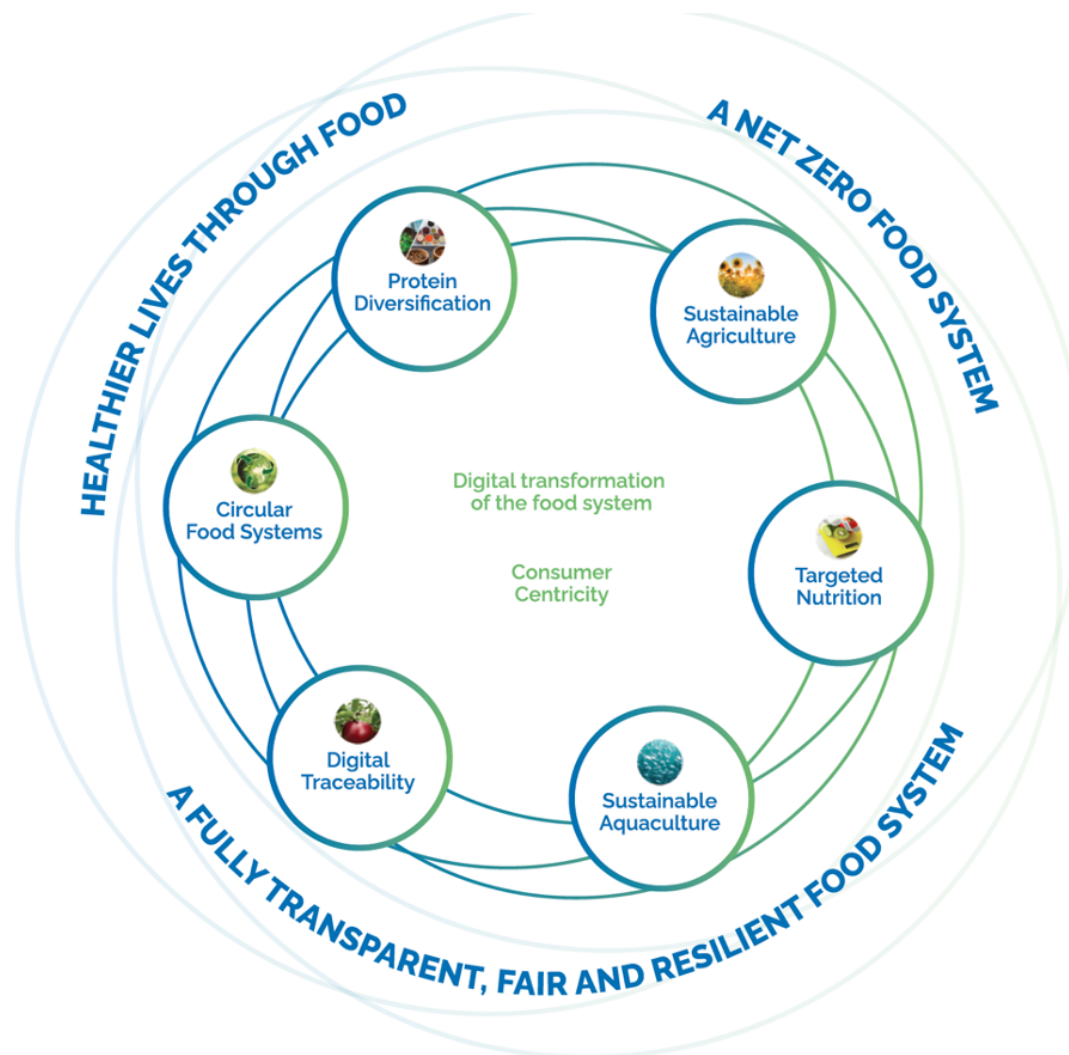 HEALTHIER LIVES THROUGH FOOD
A NET ZERO FOOD SYSTEM
Protein
Diversification
Sustainable
Agriculture
Circular
Food Systems
Digital transformation
of the food system
Consumer
Centricity
Targeted
Nutrition
Digital
Traceability
Sustainable
Aquaculture
A FULLY TRANSPARENT, FAIR AND RESILIENT FOOD SYSTEM